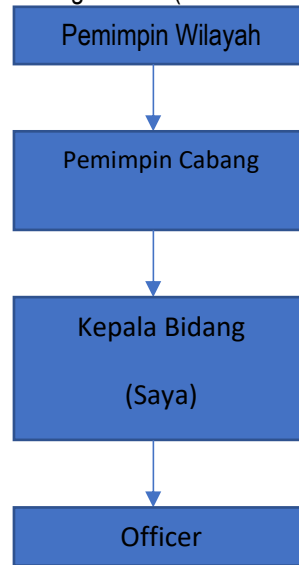 Pemimpin Wilayah
Pemimpin Cabang
Kepala Bidang
(Saya)
Officer